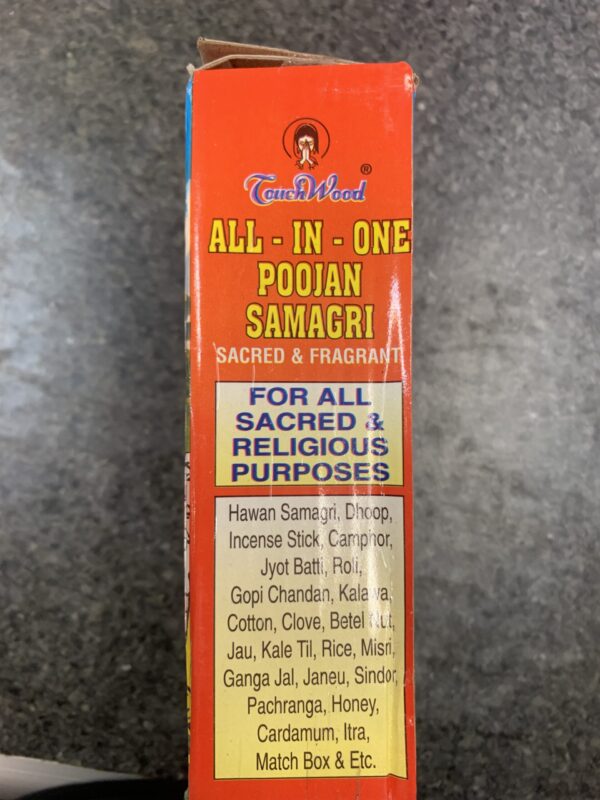 TouchWood ®
ALL - IN - ONE
POOJAN
SAMAGRI
SACRED & FRAGRANT
FOR ALL
SACRED &
RELIGIOUS
PURPOSES
Hawan Samagri, Dhoop,
Incense Stick, Camphor,
Jyot Batti, Roli,
Gopi Chandan, Kalawa,
Cotton, Clove, Betel Nut,
Jau, Kale Til, Rice, Misri,
Ganga Jal, Janeu, Sindor,
Pachranga, Honey,
Cardamum, Itra,
Match Box & Etc.